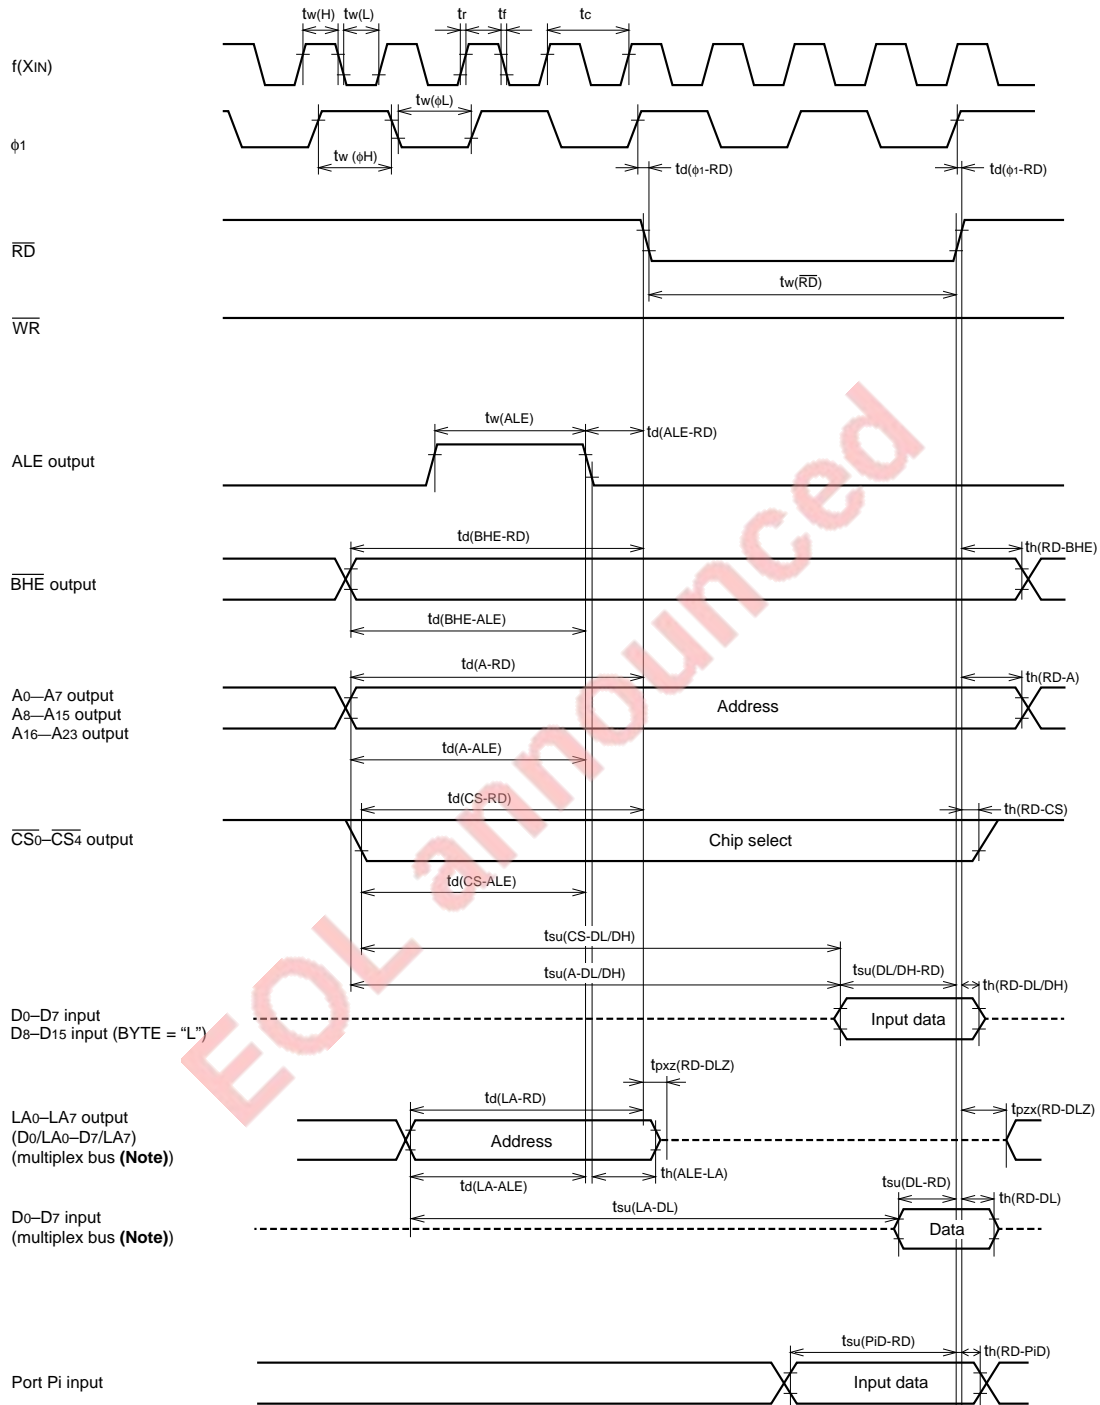 tw(H) tw(L) tr tf tc
f(XIN)
tw(ϕL)
ϕ1
tw (ϕH)
td(ϕ1-RD) td(ϕ1-RD)
RD
tw(RD)
WR
tw(ALE)
td(ALE-RD)
ALE output
td(BHE-RD)
th(RD-BHE)
BHE output
td(BHE-ALE)
td(A-RD)
th(RD-A)
A0—A7 output
A8—A15 output
A16—A23 output
Address
td(A-ALE)
td(CS-RD)
th(RD-CS)
CS0–CS4 output
Chip select
td(CS-ALE)
tsu(CS-DL/DH)
tsu(A-DL/DH)
tsu(DL/DH-RD)
th(RD-DL/DH)
D0–D7 input
D8–D15 input (BYTE = “L”)
Input data
tpxz(RD-DLZ)
td(LA-RD)
tpzx(RD-DLZ)
LA0–LA7 output
(D0/LA0–D7/LA7)
(multiplex bus (Note))
Address
td(LA-ALE)
th(ALE-LA)
tsu(DL-RD)
th(RD-DL)
tsu(LA-DL)
D0–D7 input
(multiplex bus (Note))
Data
tsu(PiD-RD)
th(RD-PiD)
Port Pi input
Input data
EOL announced